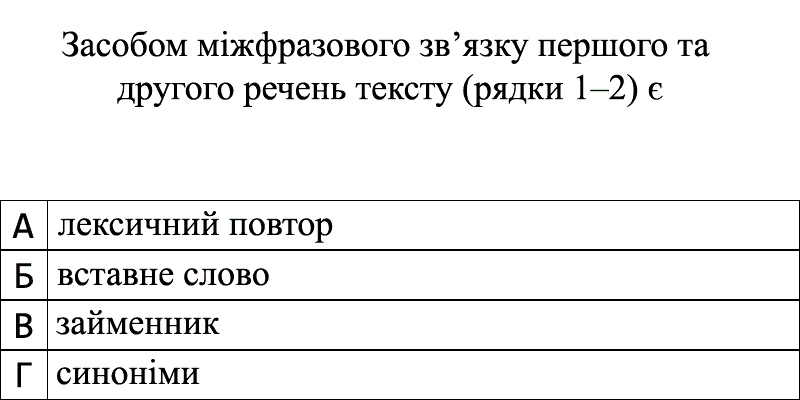 Засобом міжфразового зв’язку першого та
другого речень тексту (рядки 1–2) є
А лексичний повтор
Б вставне слово
В займенник
Г синоніми